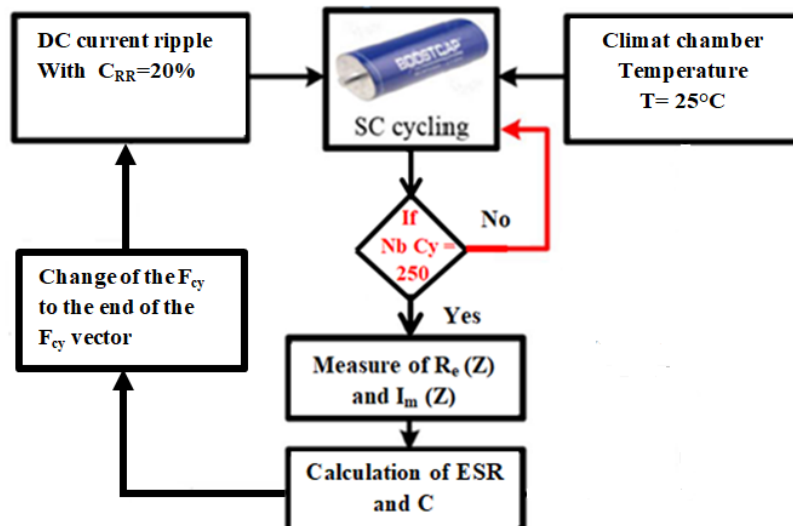 DC current ripple
With C_RR=20%
BOOSTCAP
SC cycling
Climat chamber
Temperature
T= 25°C
If
Nb Cy =
250
No
Yes
Change of the F_cy
to the end of the
F_cy vector
Measure of R_e (Z)
and I_m (Z)
Calculation of ESR
and C